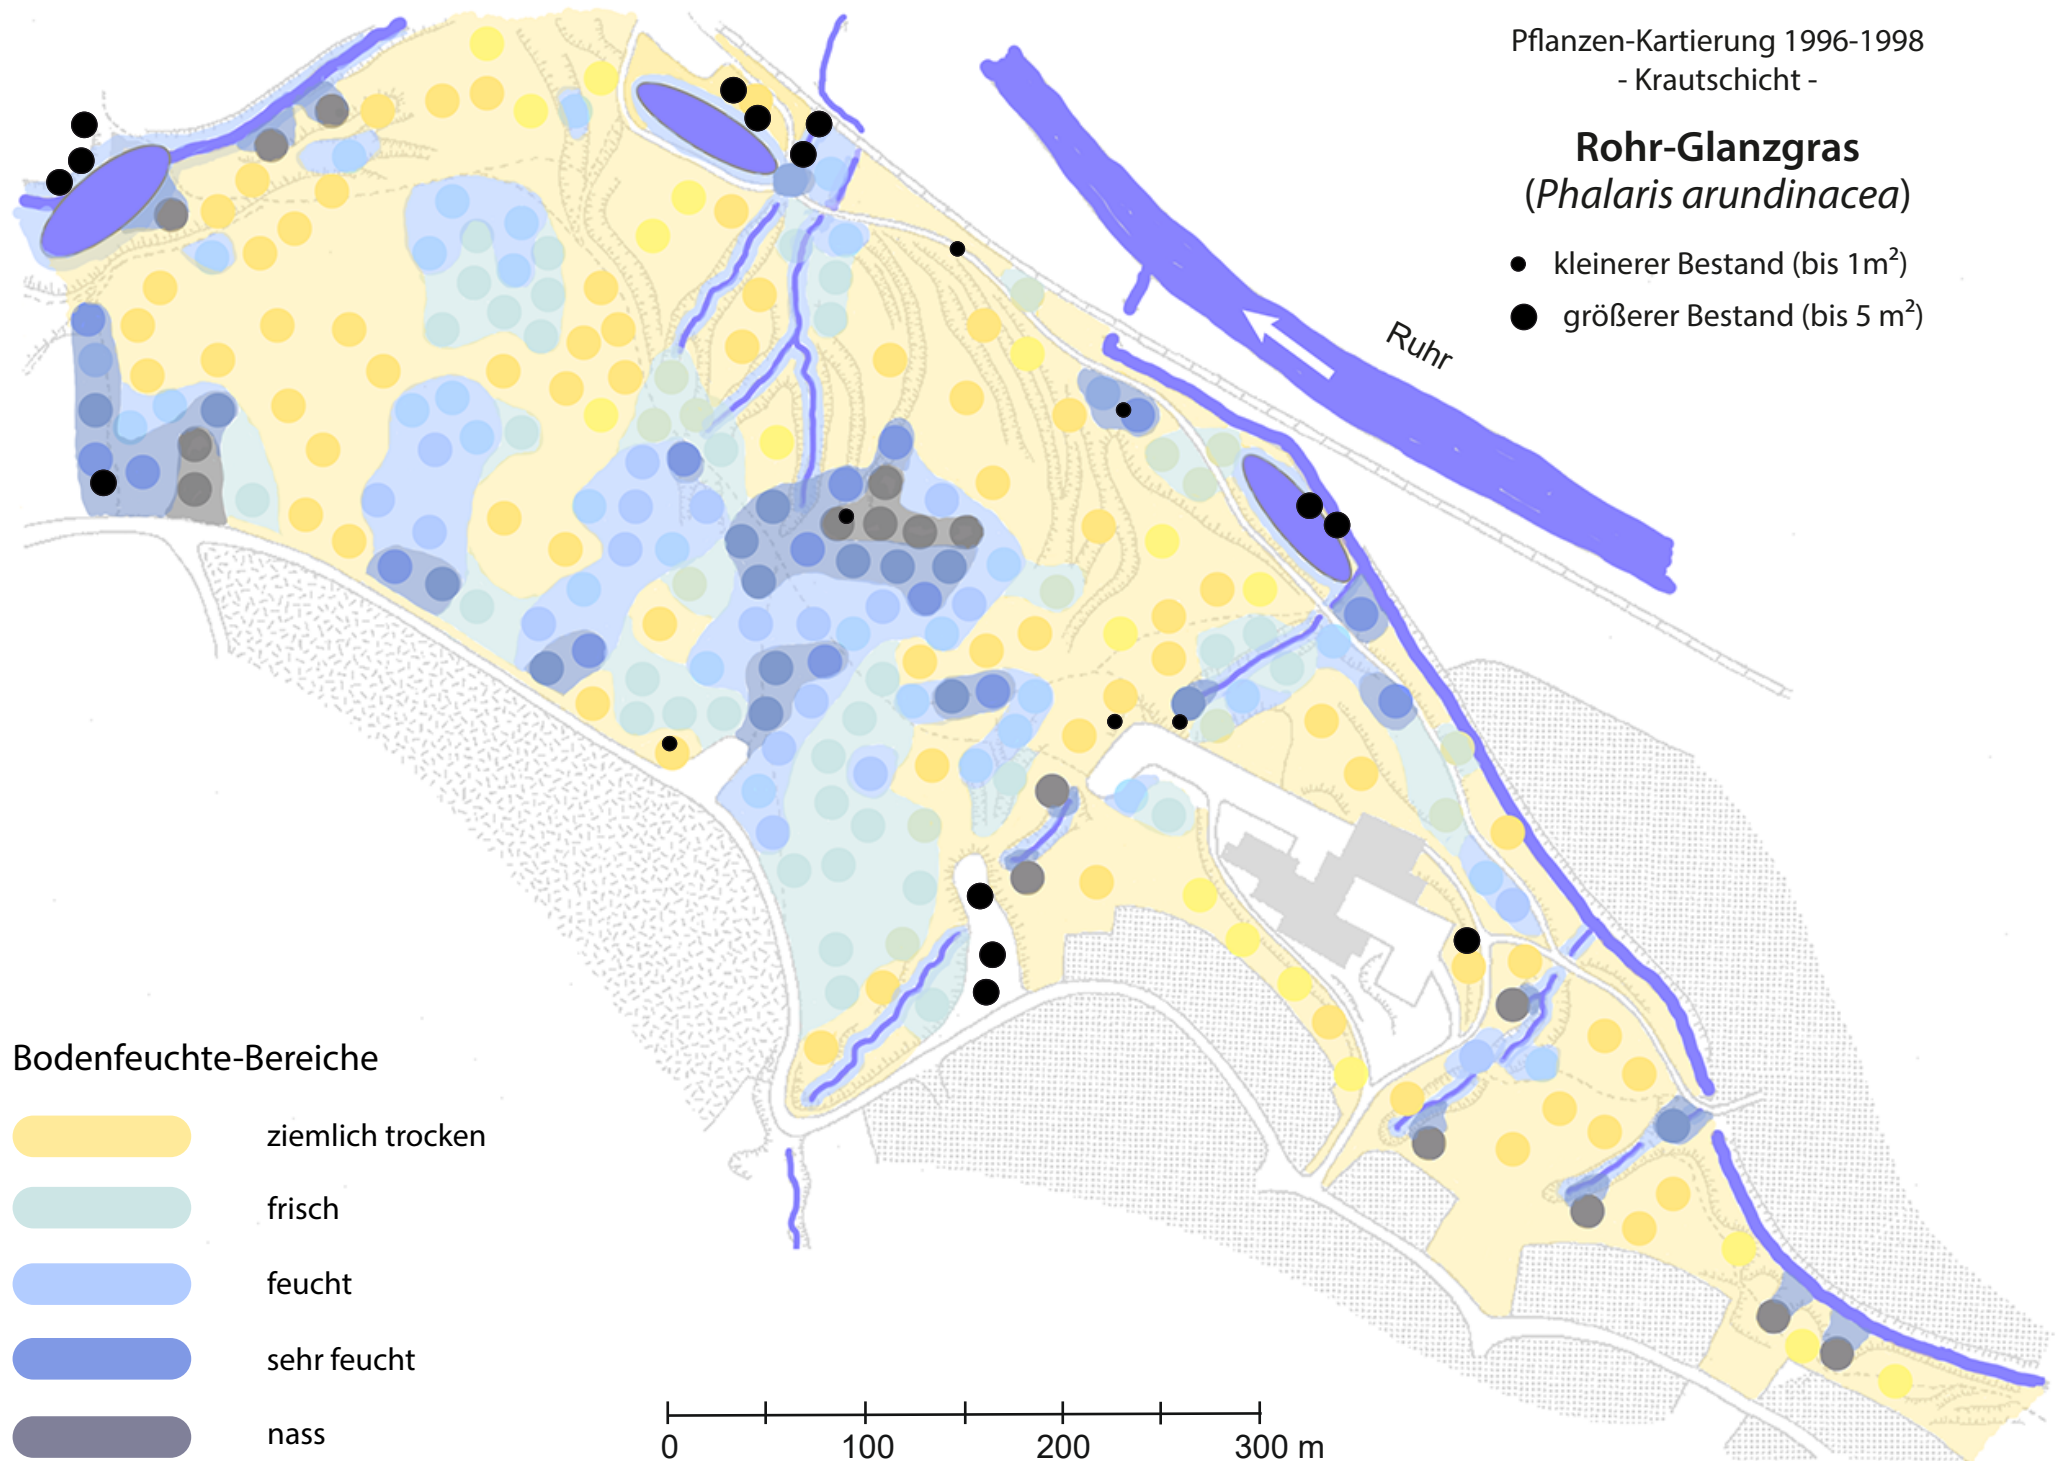 Pflanzen-Kartierung 1996-1998
- Krautschicht -
Rohr-Glanzgras
(Phalaris arundinacea)
kleinerer Bestand (bis 1m²)
größerer Bestand (bis 5 m²)
Ruhr
Bodenfeuchte-Bereiche
ziemlich trocken
frisch
feucht
sehr feucht
nass
0 100 200 300 m